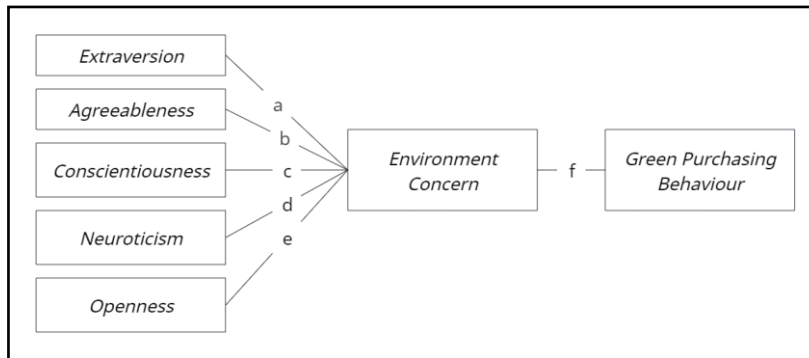 Extraversion
a
Agreeableness
b
Conscientiousness
c
Neuroticism
d
Openness
e
Environment
Concern
f
Green Purchasing
Behaviour